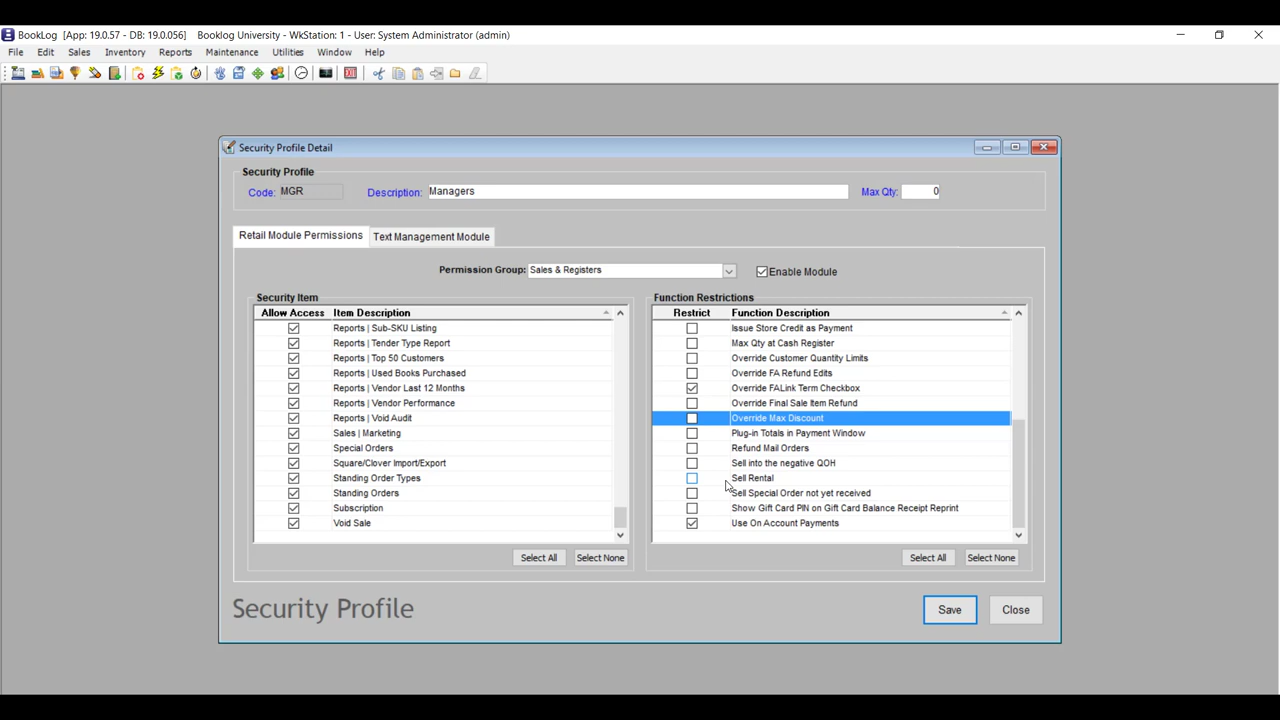 BookLog [App: 19.0.57 - DB: 19.0.056] Booklog University - WkStation: 1 - User: System Administrator (admin)
File Edit Sales Inventory Reports Maintenance Utilities Window Help
Security Profile Detail
Security Profile
Code: MGR Description: Managers Max Qty: 0
Retail Module Permissions Text Management Module
Permission Group: Sales & Registers Enable Module
Security Item
Allow Access Item Description
Reports | Sub-SKU Listing
Reports | Tender Type Report
Reports | Top 50 Customers
Reports | Used Books Purchased
Reports | Vendor Last 12 Months
Reports | Vendor Performance
Reports | Void Audit
Sales | Marketing
Special Orders
Square/Clover Import/Export
Standing Order Types
Standing Orders
Subscription
Void Sale
Select All Select None
Function Restrictions
Restrict Function Description
Issue Store Credit as Payment
Max Qty at Cash Register
Override Customer Quantity Limits
Override FA Refund Edits
Override FALink Term Checkbox
Override Final Sale Item Refund
Override Max Discount
Plug-in Totals in Payment Window
Refund Mail Orders
Sell into the negative QOH
Sell Rental
Sell Special Order not yet received
Show Gift Card PIN on Gift Card Balance Receipt Reprint
Use On Account Payments
Select All Select None
Security Profile
Save Close